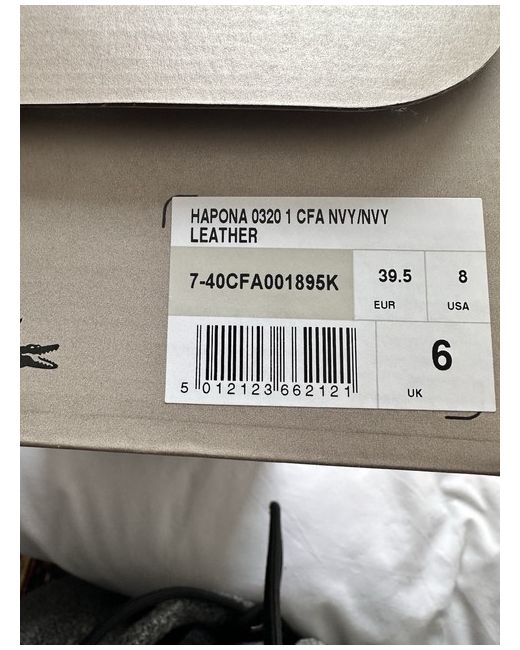 HAPONA 0320 1 CFA NVY/NVY
LEATHER
7-40CFA001895K
39.5
EUR
8
USA
5 012123 662121
6
UK